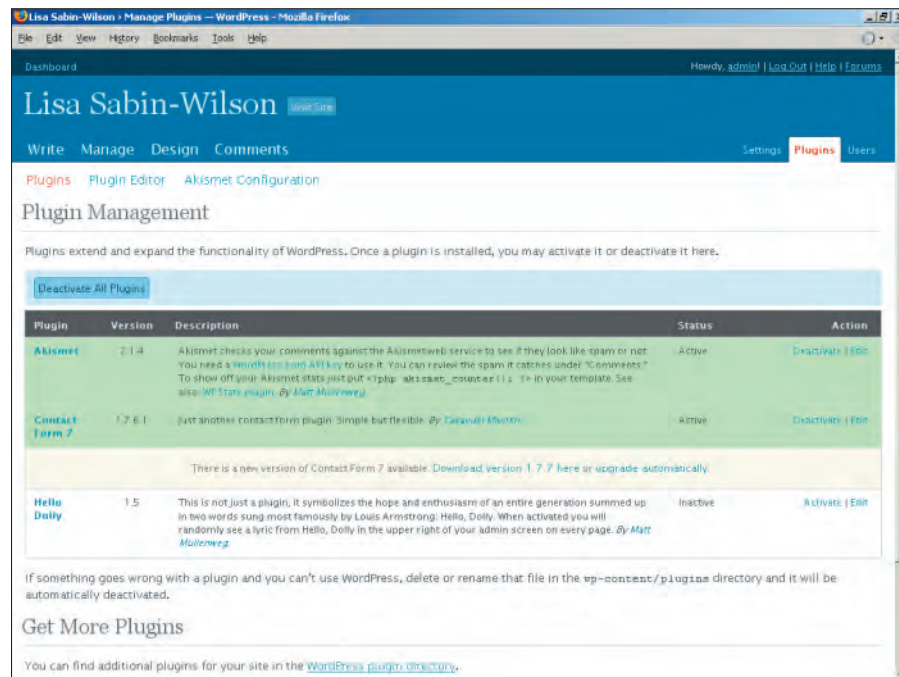 Lisa Sabin-Wilson › Manage Plugins — WordPress - Mozilla Firefox
File Edit View History Bookmarks Tools Help
Dashboard
Howdy, admin! | Log Out | Help | Forums
Lisa Sabin-Wilson Visit Site
Write Manage Design Comments
Settings Plugins Users
Plugins Plugin Editor Akismet Configuration
Plugin Management
Plugins extend and expand the functionality of WordPress. Once a plugin is installed, you may activate it or deactivate it here.
Deactivate All Plugins
Plugin Version Description Status Action
Akismet 2.1.4 Akismet checks your comments against the Akismet web service to see if they look like spam or not. Active Deactivate | Edit
You need a WordPress.com API key to use it. You can review the spam it catches under "Comments."
To show off your Akismet stats just put <?php akismet_counter(); ?> in your template. See
also: WP Stats plugin. By Matt Mullenweg.
Contact Form 7 1.7.6.1 Just another contact form plugin. Simple but flexible. By Takayuki Miyoshi. Active Deactivate | Edit
There is a new version of Contact Form 7 available. Download version 1.7.7 here or upgrade automatically.
Hello Dolly 1.5 This is not just a plugin, it symbolizes the hope and enthusiasm of an entire generation summed up Inactive Activate | Edit
in two words sung most famously by Louis Armstrong: Hello, Dolly. When activated you will
randomly see a lyric from Hello, Dolly in the upper right of your admin screen on every page. By Matt
Mullenweg.
If something goes wrong with a plugin and you can't use WordPress, delete or rename that file in the wp-content/plugins directory and it will be
automatically deactivated.
Get More Plugins
You can find additional plugins for your site in the WordPress plugin directory.